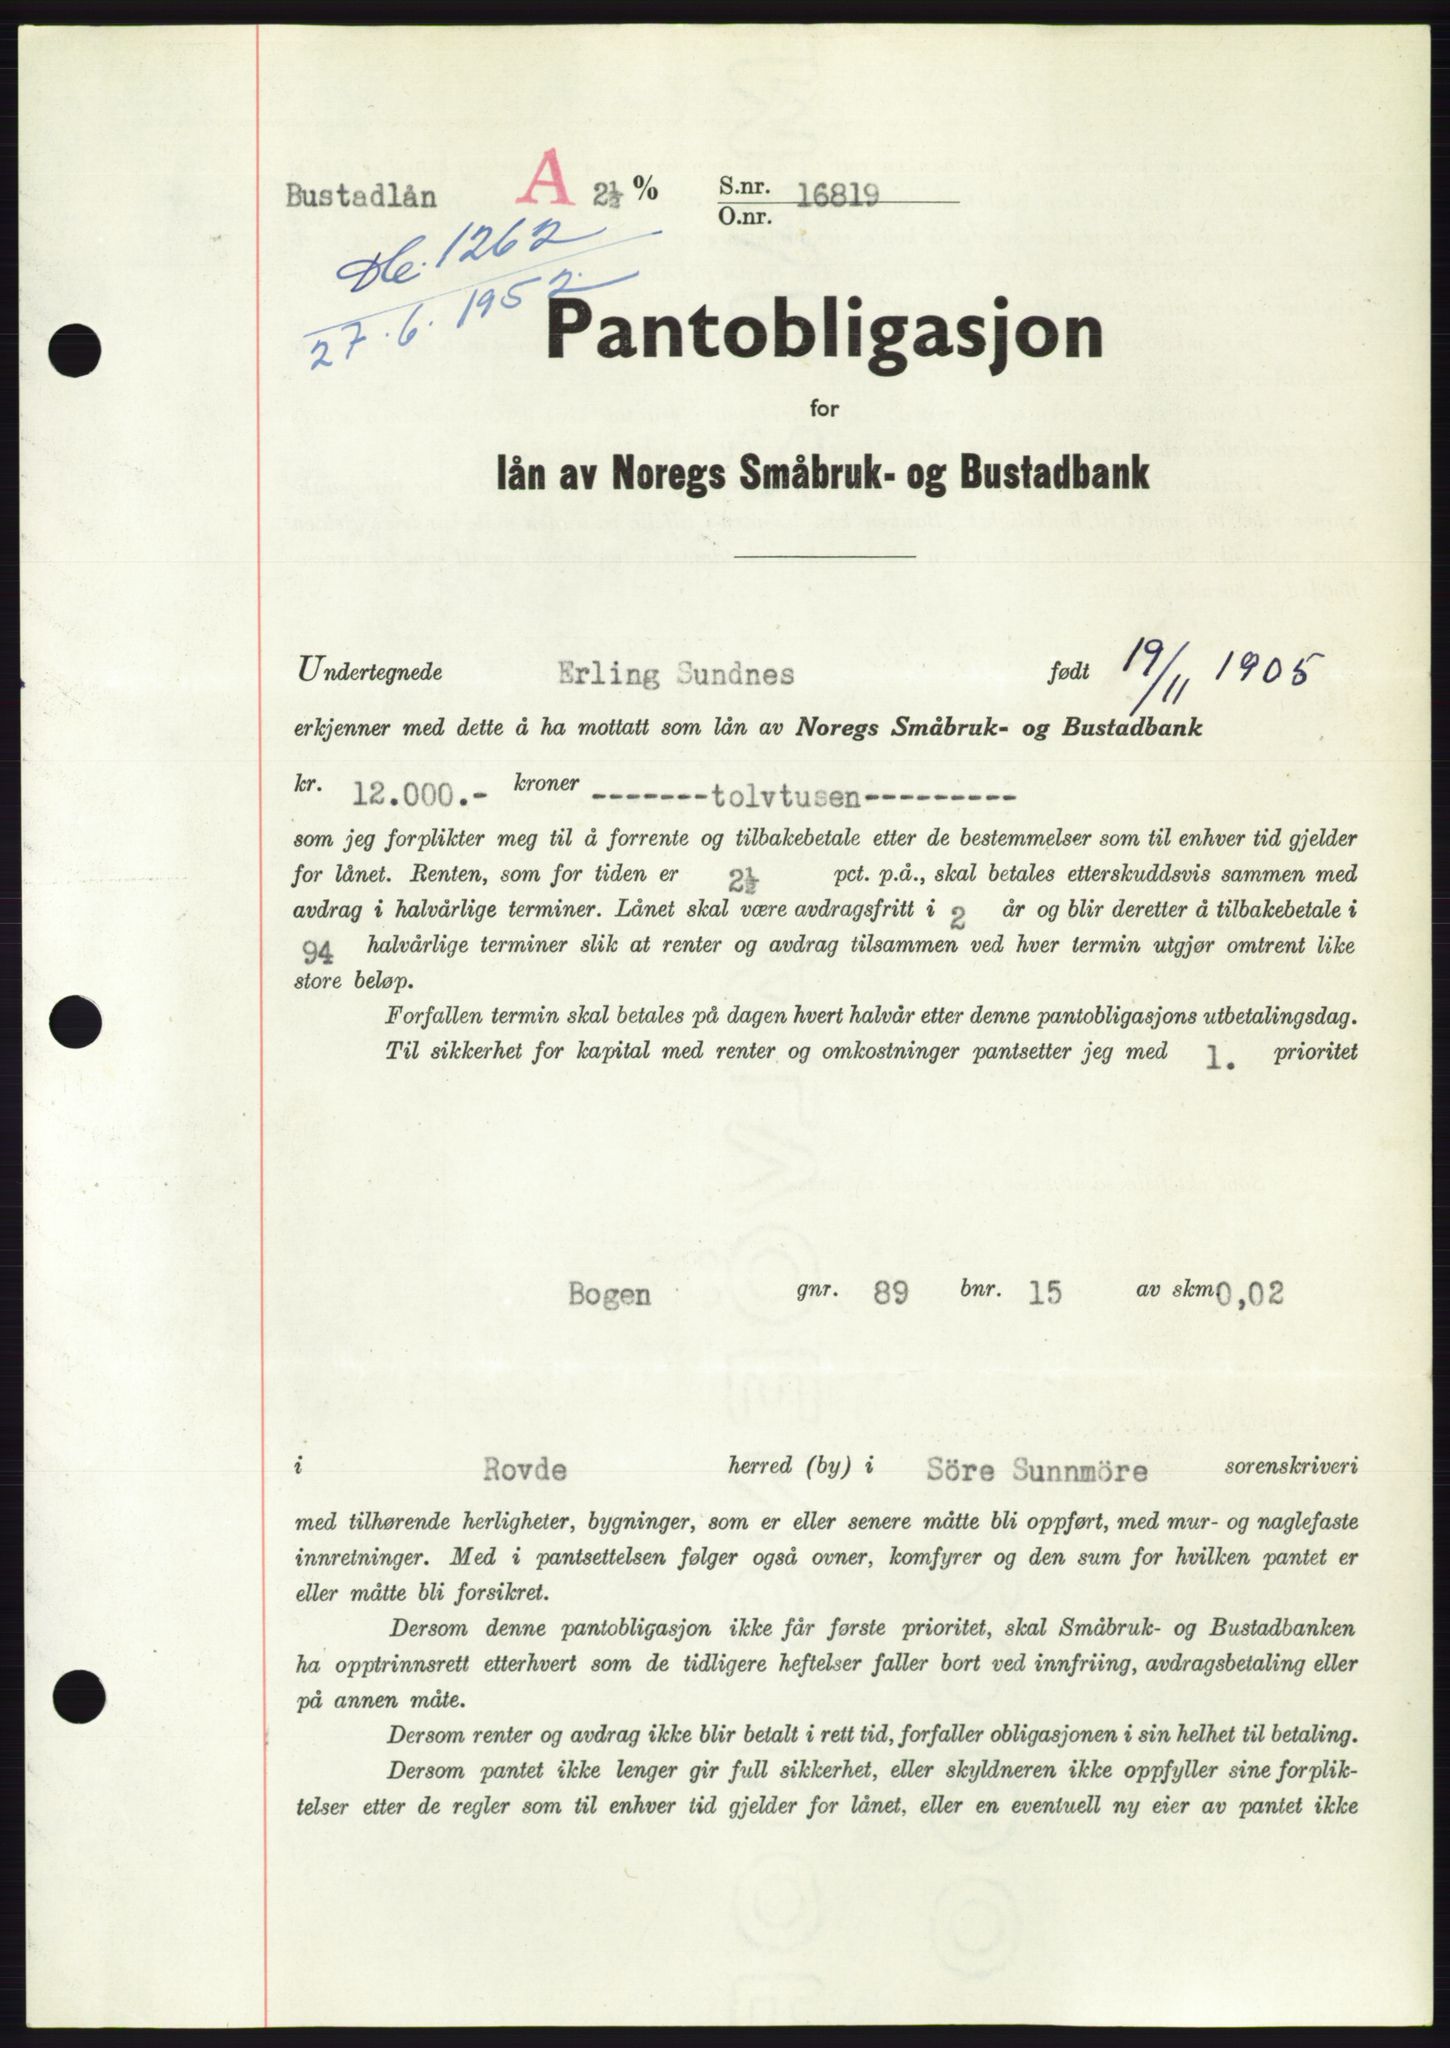 Bustadlån A 2½ % S.nr. 16819
O.nr.
1262
27.6.1952.
Pantobligasjon
for
lån av Noregs Småbruk- og Bustadbank
Undertegnede Erling Sundnes født 19/11 1905
erkjenner med dette å ha mottatt som lån av Noregs Småbruk- og Bustadbank
kr. 12.000.- kroner -------tolvtusen---------
som jeg forplikter meg til å forrente og tilbakebetale etter de bestemmelser som til enhver tid gjelder
for lånet. Renten, som for tiden er 2½ pct. p.å., skal betales etterskuddsvis sammen med
avdrag i halvårlige terminer. Lånet skal være avdragsfritt i 2 år og blir deretter å tilbakebetale i
94 halvårlige terminer slik at renter og avdrag tilsammen ved hver termin utgjør omtrent like
store beløp.
Forfallen termin skal betales på dagen hvert halvår etter denne pantobligasjons utbetalingsdag.
Til sikkerhet for kapital med renter og omkostninger pantsetter jeg med 1. prioritet
Bogen gnr. 89 bnr. 15 av skm 0,02
i Rovde herred (by) i Söre Sunnmöre sorenskriveri
med tilhørende herligheter, bygninger, som er eller senere måtte bli oppført, med mur- og naglefaste
innretninger. Med i pantsettelsen følger også ovner, komfyrer og den sum for hvilken pantet er
eller måtte bli forsikret.
Dersom denne pantobligasjon ikke får første prioritet, skal Småbruk- og Bustadbanken
ha opptrinnsrett etterhvert som de tidligere heftelser faller bort ved innfriing, avdragsbetaling eller
på annen måte.
Dersom renter og avdrag ikke blir betalt i rett tid, forfaller obligasjonen i sin helhet til betaling.
Dersom pantet ikke lenger gir full sikkerhet, eller skyldneren ikke oppfyller sine forplik-
telser etter de regler som til enhver tid gjelder for lånet, eller en eventuell ny eier av pantet ikke